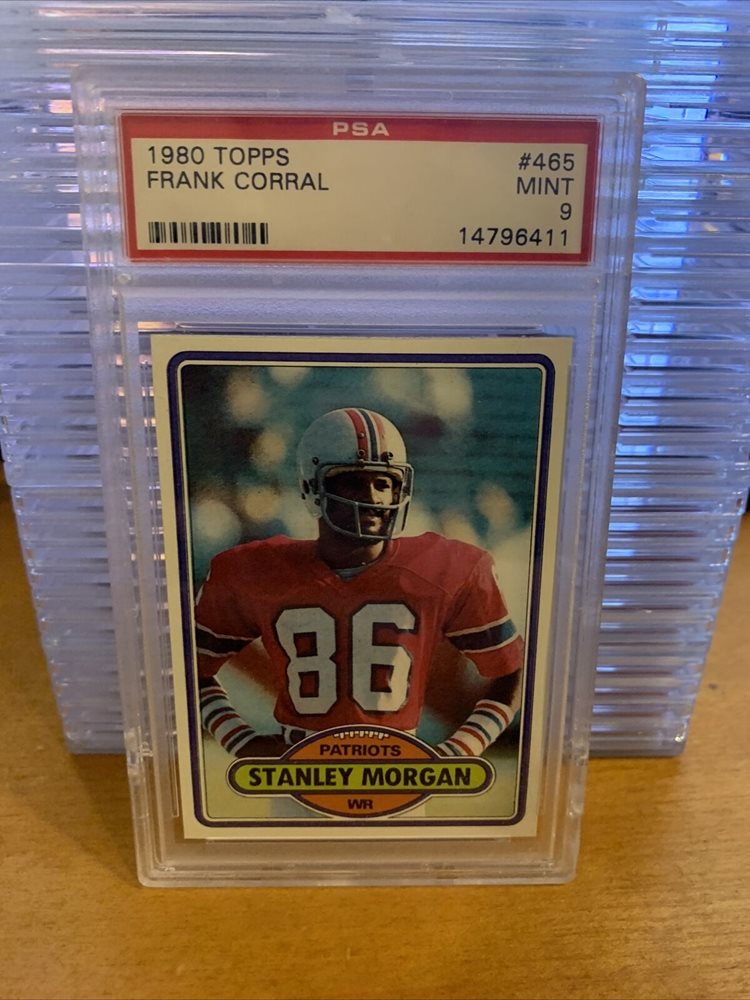 PSA
1980 TOPPS #465
FRANK CORRAL MINT
9
14796411
86
PATRIOTS
STANLEY MORGAN
WR